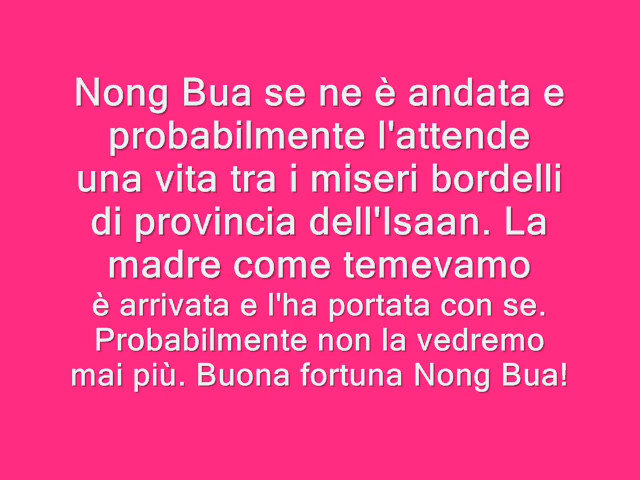 Nong Bua se ne è andata e
probabilmente l'attende
una vita tra i miseri bordelli
di provincia dell'Isaan. La
madre come temevamo
è arrivata e l'ha portata con se.
Probabilmente non la vedremo
mai più. Buona fortuna Nong Bua!